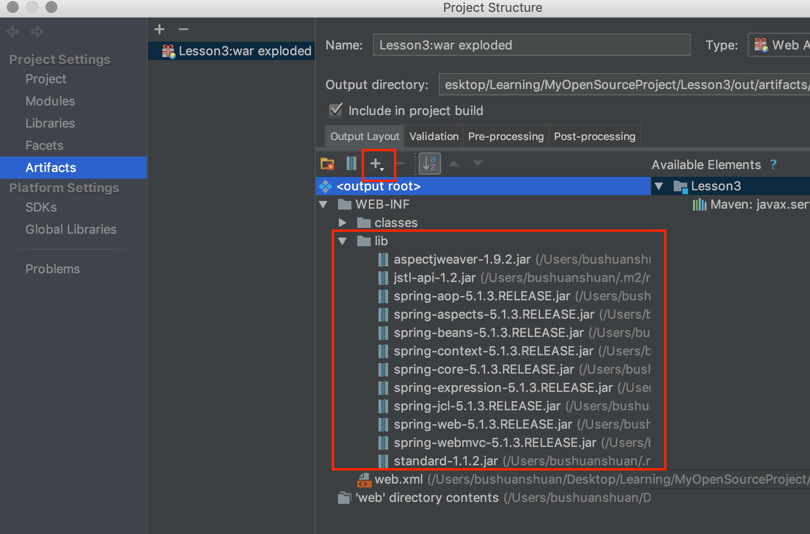 Project Structure
Project Settings
Project
Modules
Libraries
Facets
Artifacts
Platform Settings
SDKs
Global Libraries
Problems
Lesson3:war exploded
Name: Lesson3:war exploded Type: Web A
Output directory: esktop/Learning/MyOpenSourceProject/Lesson3/out/artifacts/
Include in project build
Output Layout Validation Pre-processing Post-processing
Available Elements ?
<output root>
WEB-INF
classes
lib
aspectjweaver-1.9.2.jar (/Users/bushuanshu
jstl-api-1.2.jar (/Users/bushuanshuan/.m2/r
spring-aop-5.1.3.RELEASE.jar (/Users/bush
spring-aspects-5.1.3.RELEASE.jar (/Users/b
spring-beans-5.1.3.RELEASE.jar (/Users/bu
spring-context-5.1.3.RELEASE.jar (/Users/b
spring-core-5.1.3.RELEASE.jar (/Users/bush
spring-expression-5.1.3.RELEASE.jar (/User
spring-jcl-5.1.3.RELEASE.jar (/Users/bushu
spring-web-5.1.3.RELEASE.jar (/Users/bush
spring-webmvc-5.1.3.RELEASE.jar (/Users/b
standard-1.1.2.jar (/Users/bushuanshuan/.r
web.xml (/Users/bushuanshuan/Desktop/Learning/MyOpenSourceProject/
'web' directory contents (/Users/bushuanshuan/D
Lesson3
Maven: javax.ser